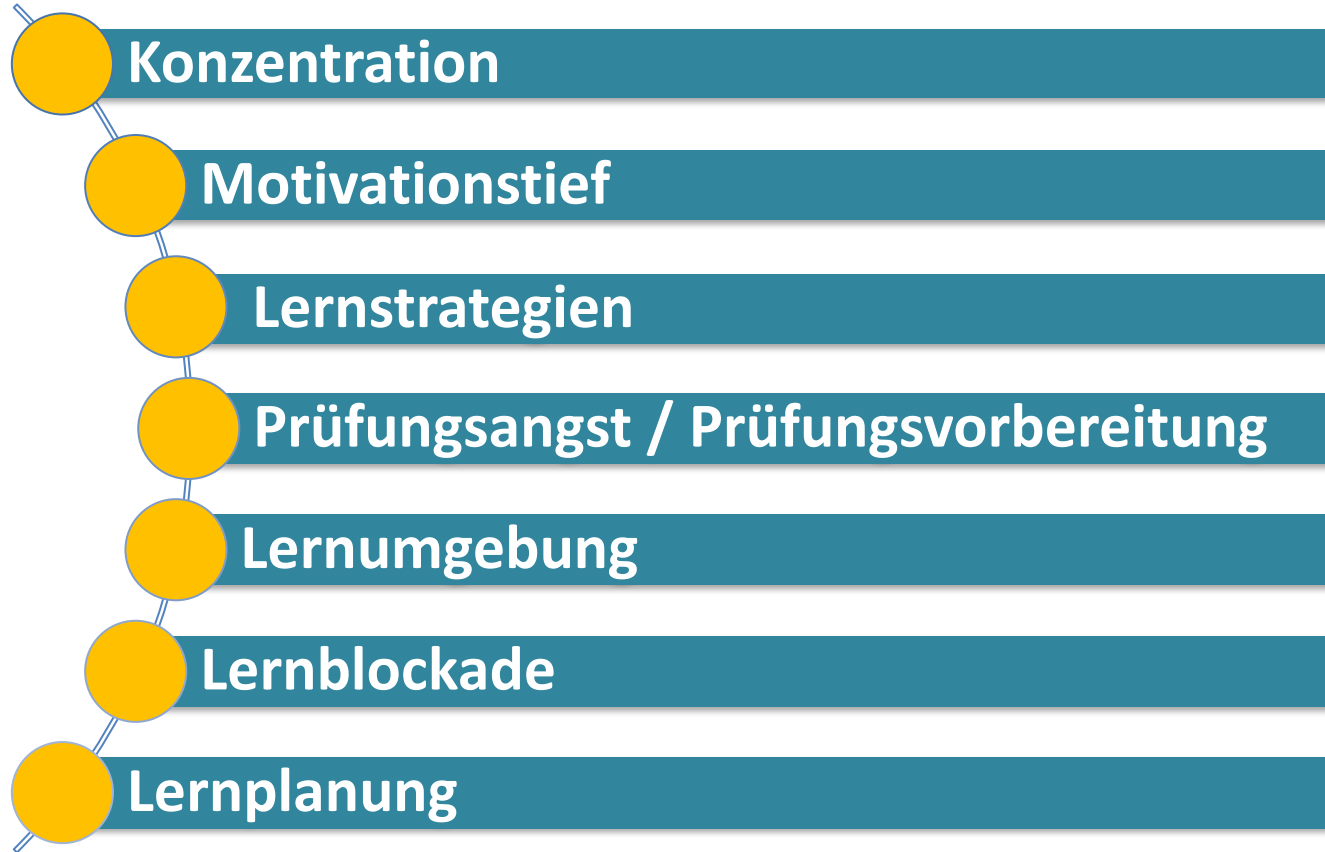 Konzentration
Motivationstief
Lernstrategien
Prüfungsangst / Prüfungsvorbereitung
Lernumgebung
Lernblockade
Lernplanung